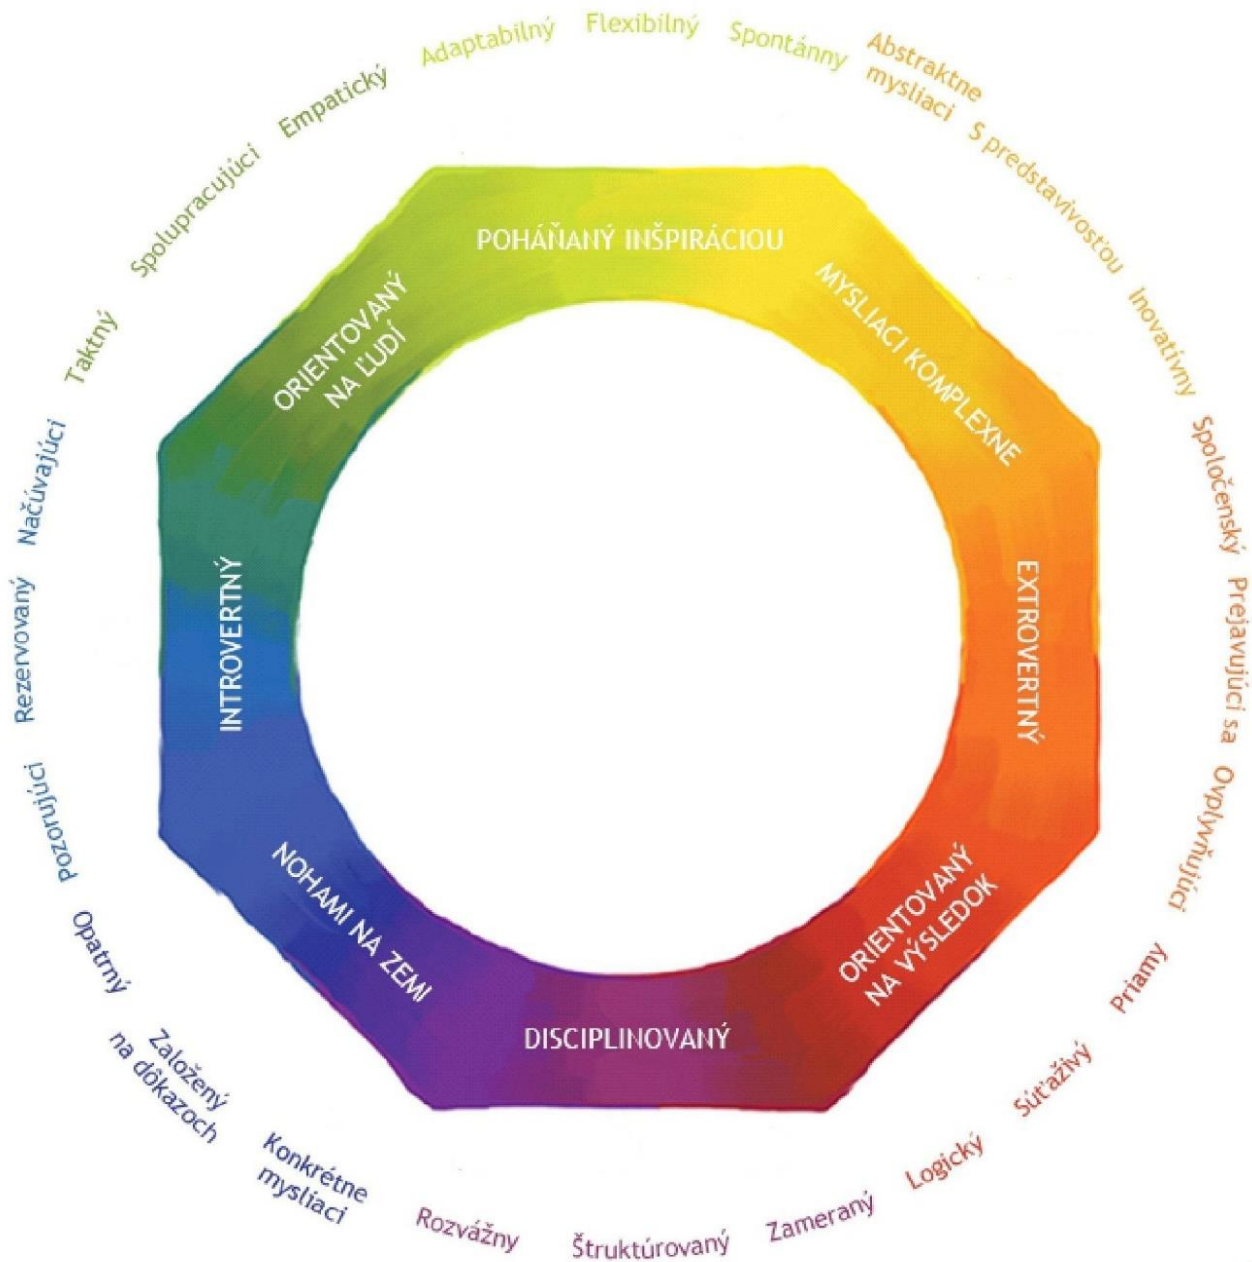 Adaptabilný
Flexibilný
Spontánny
Abstraktne
mysliaci
S predstavivosťou
Inovatívny
Spoločenský
Prejavujúci sa
Ovplyvňujúci
Priamy
Súťaživý
Logický
Zameraný
Štruktúrovaný
Rozvážny
Konkrétne
mysliaci
Založený
na dôkazoch
Opatrný
Pozorujúci
Rezervovaný
Načúvajúci
Taktný
Spolupracujúci
Empatický
POHÁŇANÝ INŠPIRÁCIOU
MYSLIACI KOMPLEXNE
EXTROVERTNÝ
ORIENTOVANÝ
NA VÝSLEDOK
DISCIPLINOVANÝ
NOHAMI NA ZEMI
INTROVERTNÝ
ORIENTOVANÝ
NA ĽUDÍ